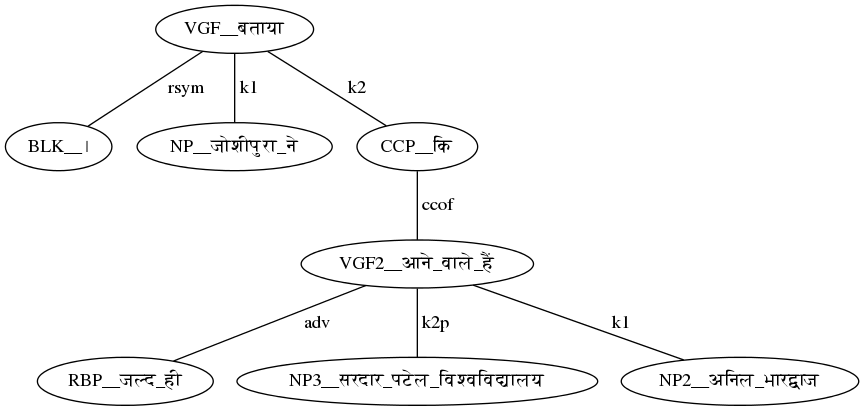 VGF__बताया
rsym k1 k2
BLK__। NP__जोशीपुरा_ने CCP__कि
ccof
VGF2__आने_वाले_हैं
adv k2p k1
RBP__जल्द_ही NP3__सरदार_पटेल_विश्वविद्यालय NP2__अनिल_भारद्वाज